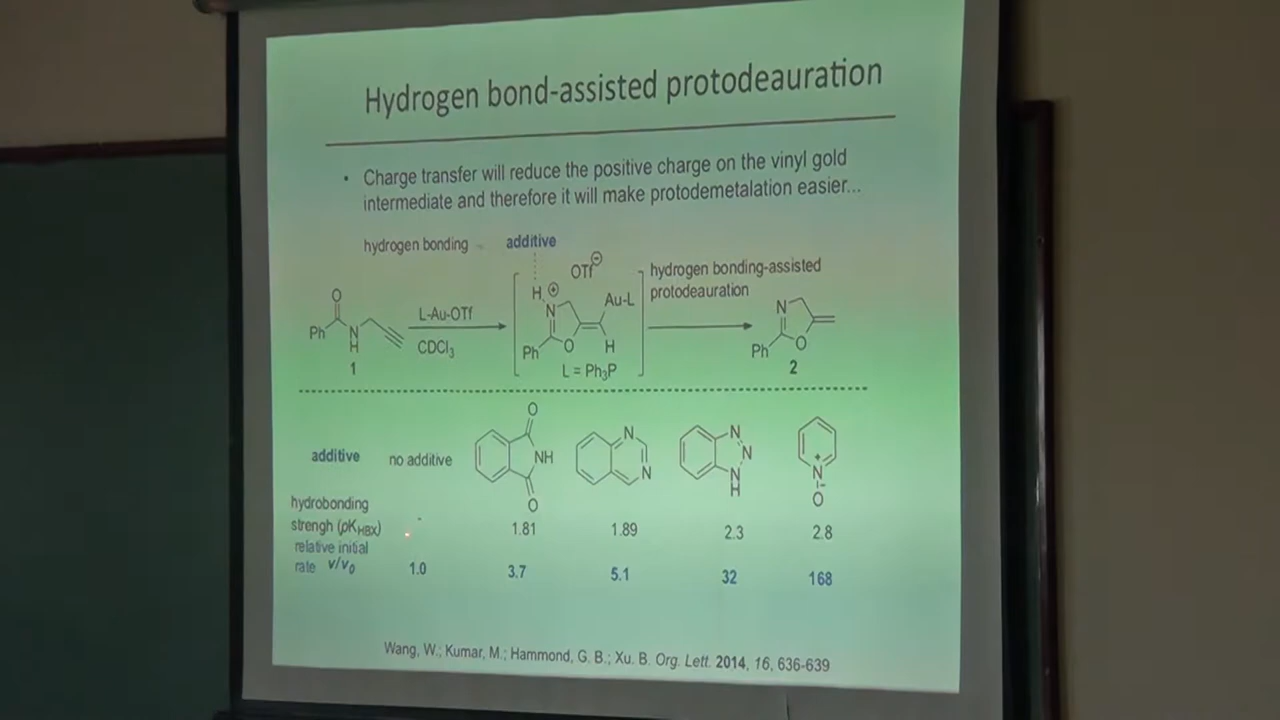 Hydrogen bond-assisted protodeauration
• Charge transfer will reduce the positive charge on the vinyl gold
intermediate and therefore it will make protodemetalation easier...
hydrogen bonding
additive
OTf ⊖
H ⊕
N
Au-L
Ph
O
H
L = Ph₃P
hydrogen bonding-assisted
protodeauration
O
Ph
N
H
1
L-Au-OTf
CDCl₃
N
Ph
O
2
additive
no additive
O
NH
O
N
N
N
N
N
H
N
+
-
O
hydrobonding
strengh (pKHBX)
1.81
1.89
2.3
2.8
relative initial
rate v/v₀
1.0
3.7
5.1
32
168
Wang, W.; Kumar, M.; Hammond, G. B.; Xu. B. Org. Lett. 2014, 16, 636-639